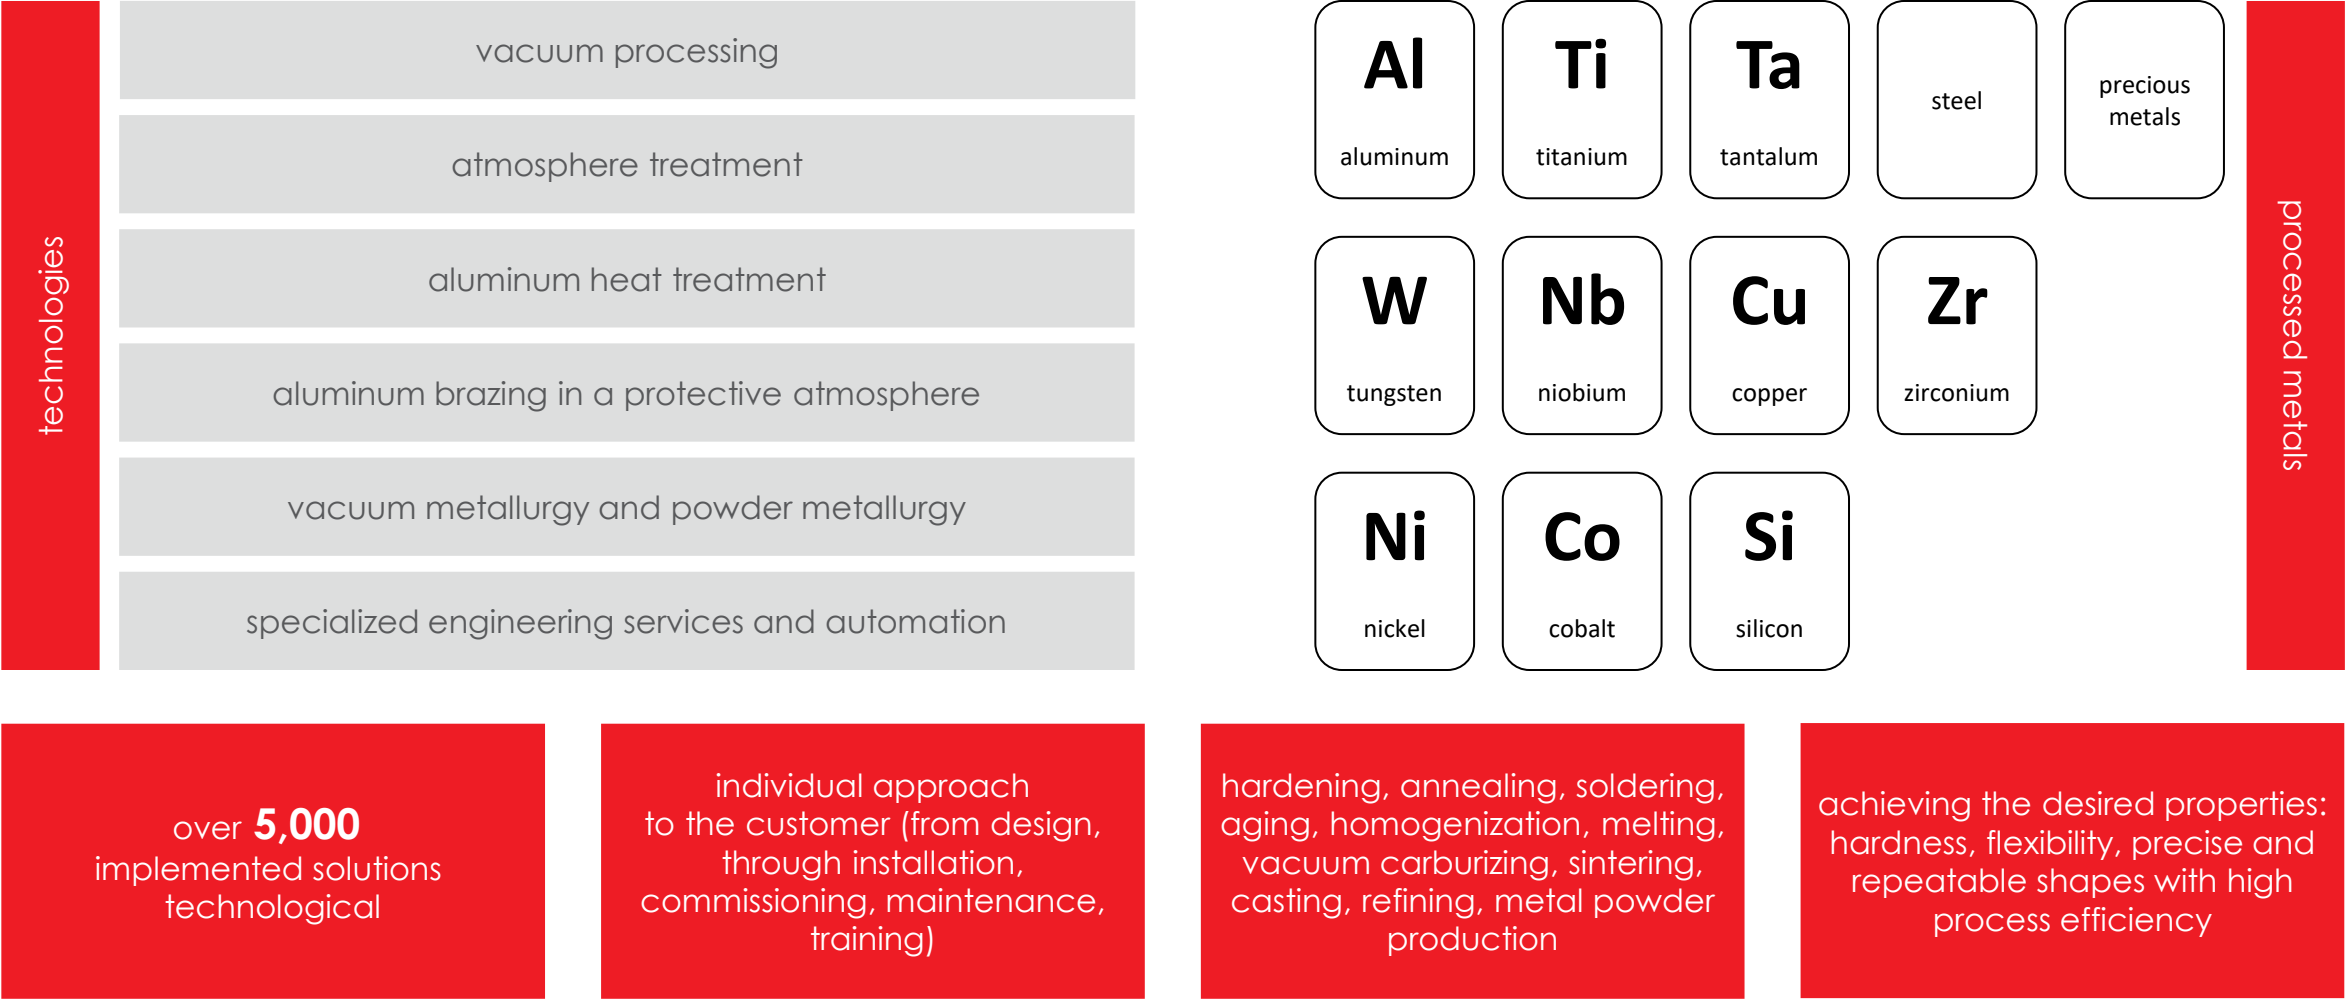 technologies
vacuum processing
atmosphere treatment
aluminum heat treatment
aluminum brazing in a protective atmosphere
vacuum metallurgy and powder metallurgy
specialized engineering services and automation
Al
aluminum
Ti
titanium
Ta
tantalum
steel
precious
metals
W
tungsten
Nb
niobium
Cu
copper
Zr
zirconium
Ni
nickel
Co
cobalt
Si
silicon
processed metals
over 5,000
implemented solutions
technological
individual approach
to the customer (from design,
through installation,
commissioning, maintenance,
training)
hardening, annealing, soldering,
aging, homogenization, melting,
vacuum carburizing, sintering,
casting, refining, metal powder
production
achieving the desired properties:
hardness, flexibility, precise and
repeatable shapes with high
process efficiency